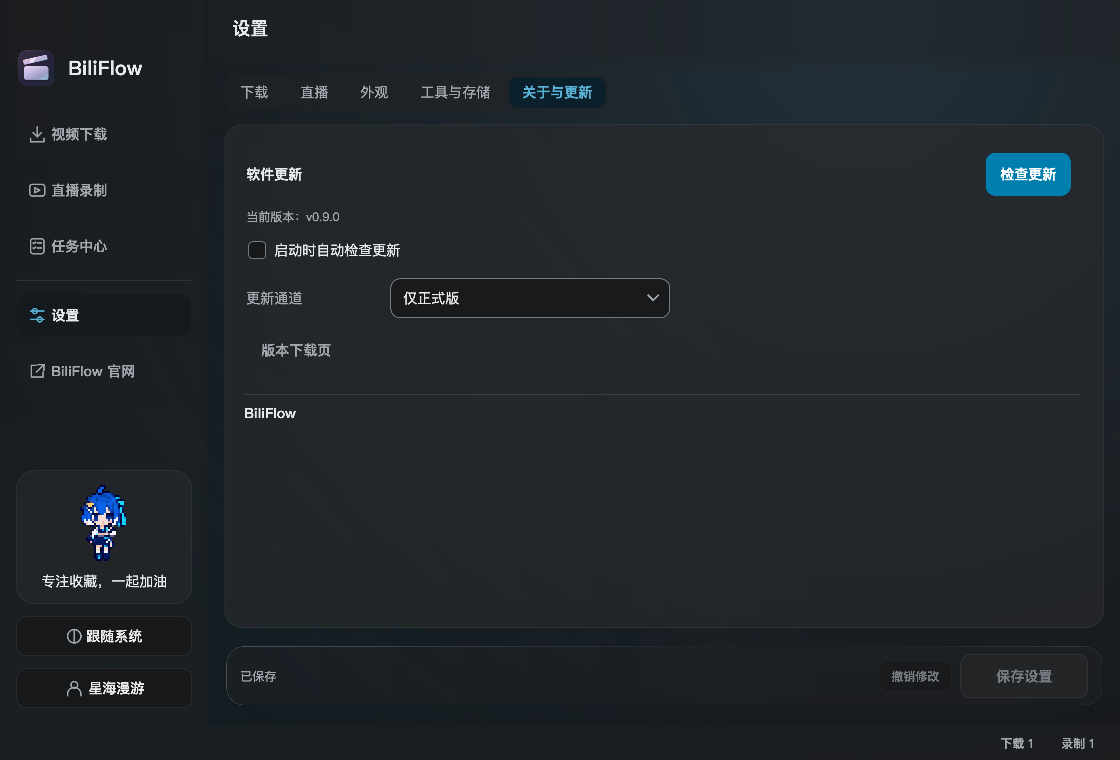 设置
BiliFlow
视频下载
直播录制
任务中心
设置
BiliFlow 官网
专注收藏，一起加油
跟随系统
星海漫游
下载 直播 外观 工具与存储 关于与更新
软件更新
检查更新
当前版本：v0.9.0
启动时自动检查更新
更新通道 仅正式版
版本下载页
BiliFlow
已保存 撤销修改 保存设置
下载 1 录制 1